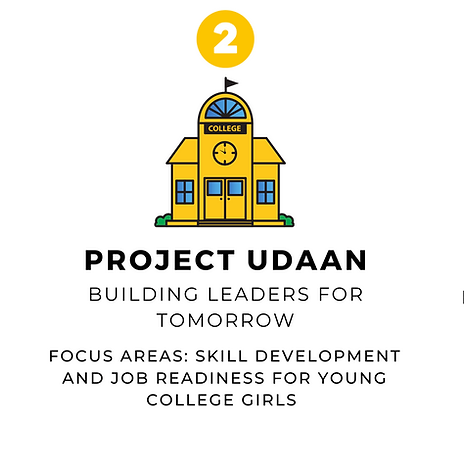 2
COLLEGE
PROJECT UDAAN
BUILDING LEADERS FOR
TOMORROW
FOCUS AREAS: SKILL DEVELOPMENT
AND JOB READINESS FOR YOUNG
COLLEGE GIRLS